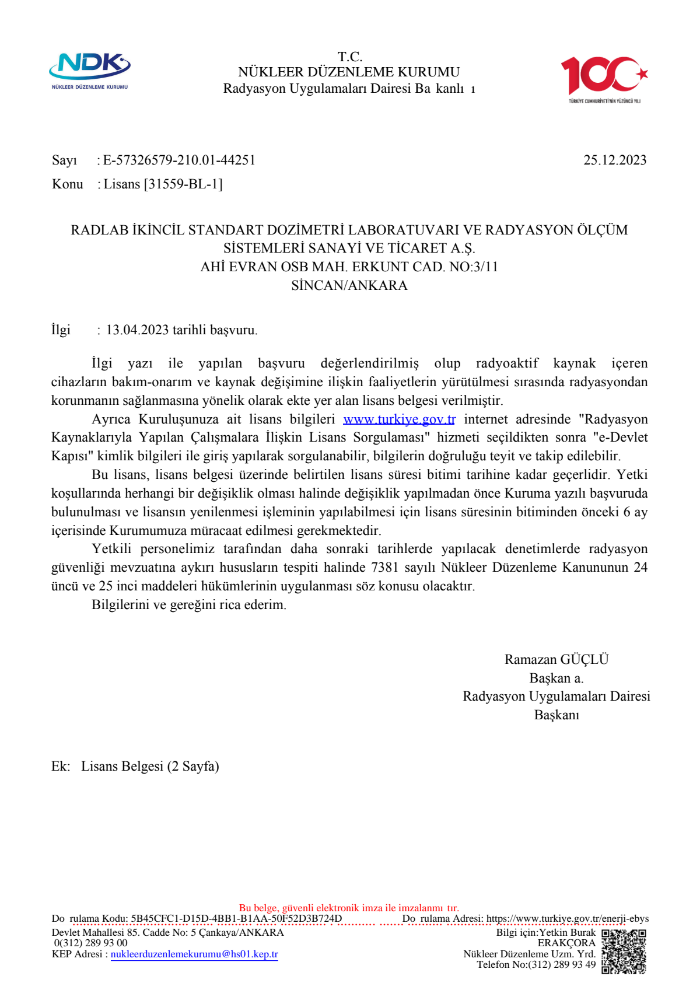 NDK
NÜKLEER DÜZENLEME KURUMU
T.C.
NÜKLEER DÜZENLEME KURUMU
Radyasyon Uygulamaları Dairesi Ba kanlı ı
100
TÜRKİYE CUMHURİYETİ'NİN YÜZÜNCÜ YILI
Sayı : E-57326579-210.01-44251 25.12.2023
Konu : Lisans [31559-BL-1]
RADLAB İKİNCİL STANDART DOZİMETRİ LABORATUVARI VE RADYASYON ÖLÇÜM
SİSTEMLERİ SANAYİ VE TİCARET A.Ş.
AHİ EVRAN OSB MAH. ERKUNT CAD. NO:3/11
SİNCAN/ANKARA
İlgi : 13.04.2023 tarihli başvuru.
İlgi yazı ile yapılan başvuru değerlendirilmiş olup radyoaktif kaynak içeren
cihazların bakım-onarım ve kaynak değişimine ilişkin faaliyetlerin yürütülmesi sırasında radyasyondan
korunmanın sağlanmasına yönelik olarak ekte yer alan lisans belgesi verilmiştir.
Ayrıca Kuruluşunuza ait lisans bilgileri www.turkiye.gov.tr internet adresinde "Radyasyon
Kaynaklarıyla Yapılan Çalışmalara İlişkin Lisans Sorgulaması" hizmeti seçildikten sonra "e-Devlet
Kapısı" kimlik bilgileri ile giriş yapılarak sorgulanabilir, bilgilerin doğruluğu teyit ve takip edilebilir.
Bu lisans, lisans belgesi üzerinde belirtilen lisans süresi bitimi tarihine kadar geçerlidir. Yetki
koşullarında herhangi bir değişiklik olması halinde değişiklik yapılmadan önce Kuruma yazılı başvuruda
bulunulması ve lisansın yenilenmesi işleminin yapılabilmesi için lisans süresinin bitiminden önceki 6 ay
içerisinde Kurumumuza müracaat edilmesi gerekmektedir.
Yetkili personelimiz tarafından daha sonraki tarihlerde yapılacak denetimlerde radyasyon
güvenliği mevzuatına aykırı hususların tespiti halinde 7381 sayılı Nükleer Düzenleme Kanununun 24
üncü ve 25 inci maddeleri hükümlerinin uygulanması söz konusu olacaktır.
Bilgilerini ve gereğini rica ederim.
Ramazan GÜÇLÜ
Başkan a.
Radyasyon Uygulamaları Dairesi
Başkanı
Ek: Lisans Belgesi (2 Sayfa)
Bu belge, güvenli elektronik imza ile imzalanmı tır.
Do rulama Kodu: 5B45CFC1-D15D-4BB1-B1AA-50F52D3B724D Do rulama Adresi: https://www.turkiye.gov.tr/enerji-ebys
Devlet Mahallesi 85. Cadde No: 5 Çankaya/ANKARA
0(312) 289 93 00
KEP Adresi : nukleerduzenlemekurumu@hs01.kep.tr
Bilgi için:Yetkin Burak
ERAKÇORA
Nükleer Düzenleme Uzm. Yrd.
Telefon No:(312) 289 93 49